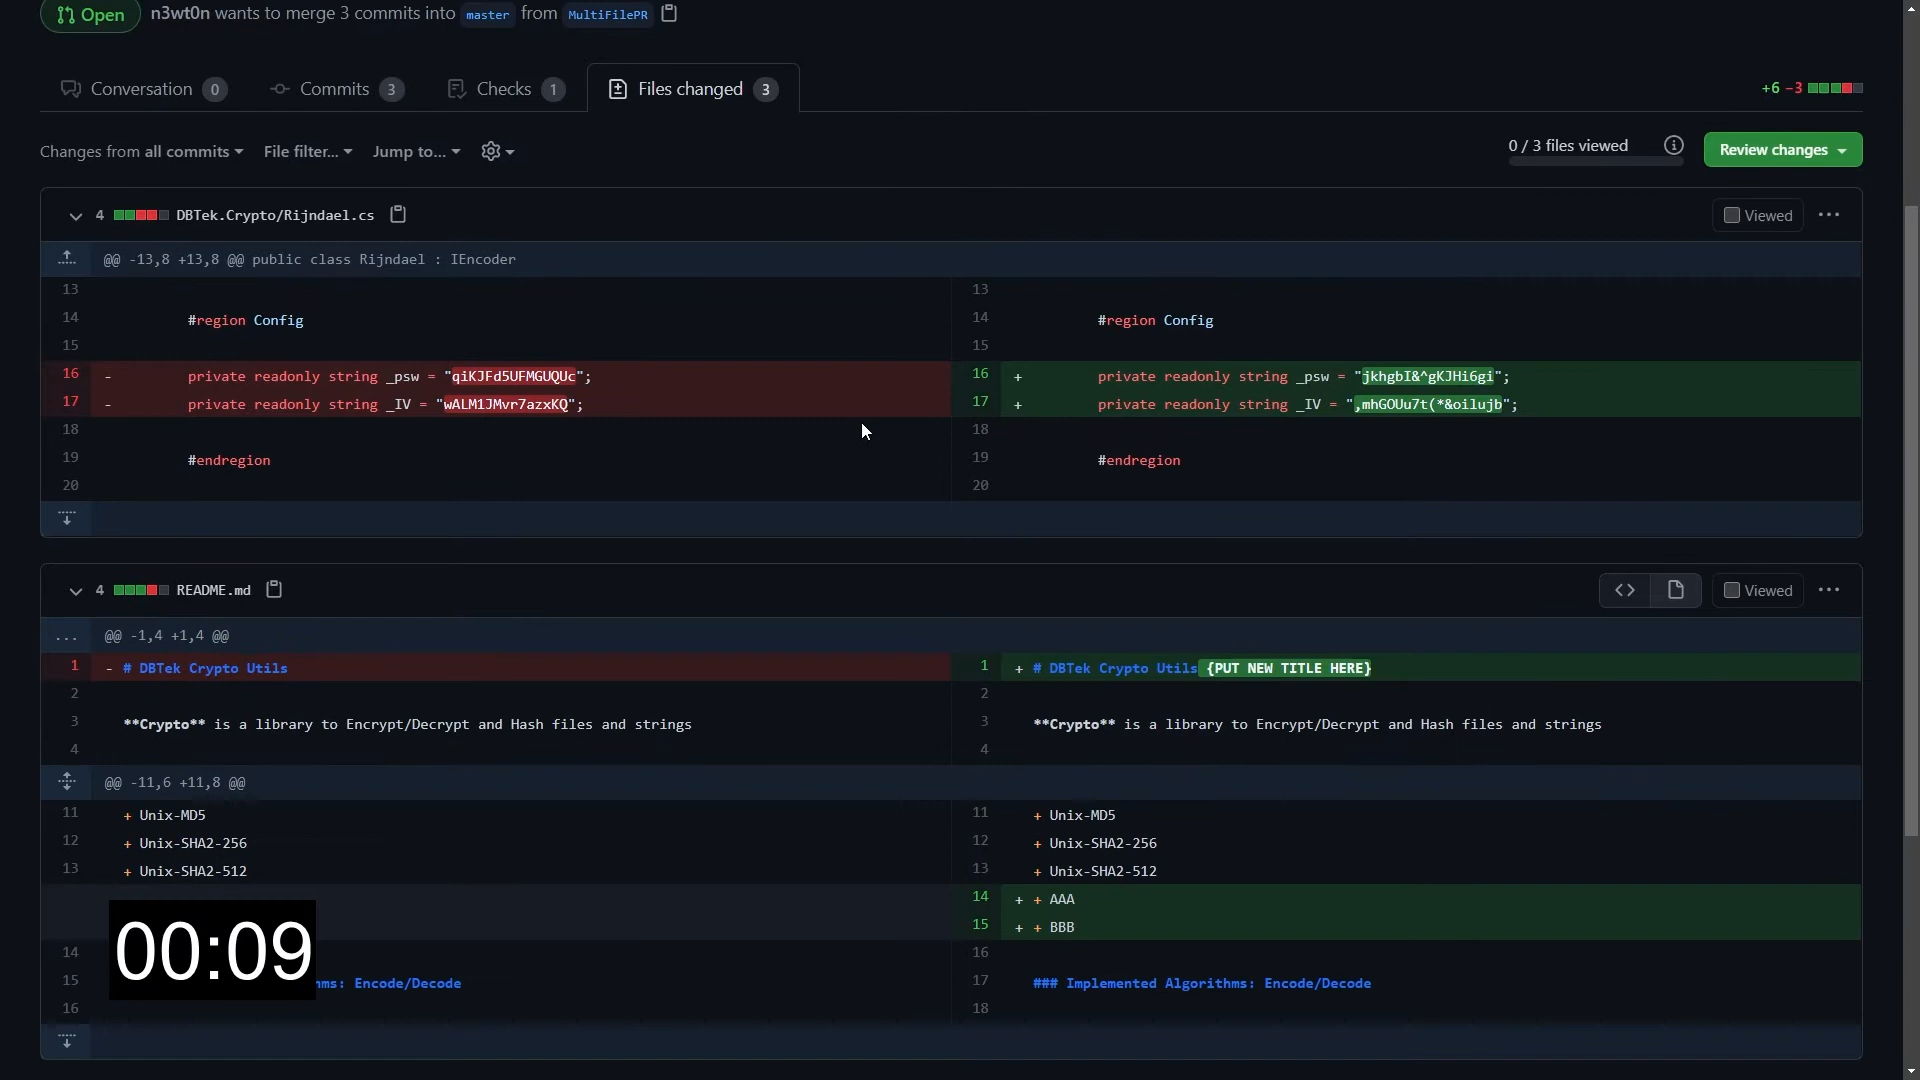 Open n3wt0n wants to merge 3 commits into master from MultiFilePR
Conversation 0 Commits 3 Checks 1 Files changed 3 +6 −3
Changes from all commits File filter... Jump to... 0 / 3 files viewed Review changes
4 DBTek.Crypto/Rijndael.cs Viewed ...
@@ -13,8 +13,8 @@ public class Rijndael : IEncoder
13 13
14 #region Config 14 #region Config
15 15
16 - private readonly string _psw = "qiKJFd5UFMGUQUc"; 16 + private readonly string _psw = "jkhgbI&^gKJHi6gi";
17 - private readonly string _IV = "wALM1JMvr7azxKQ"; 17 + private readonly string _IV = ",mhGOUu7t(*&oilujb";
18 18
19 #endregion 19 #endregion
20 20
4 README.md Viewed ...
... @@ -1,4 +1,4 @@
1 - # DBTek Crypto Utils 1 + # DBTek Crypto Utils {PUT NEW TITLE HERE}
2 2
3 **Crypto** is a library to Encrypt/Decrypt and Hash files and strings 3 **Crypto** is a library to Encrypt/Decrypt and Hash files and strings
4 4
@@ -11,6 +11,8 @@
11 + Unix-MD5 11 + Unix-MD5
12 + Unix-SHA2-256 12 + Unix-SHA2-256
13 + Unix-SHA2-512 13 + Unix-SHA2-512
14 + + AAA
15 + + BBB
14 16
15 hms: Encode/Decode 17 ### Implemented Algorithms: Encode/Decode
16 18
00:09